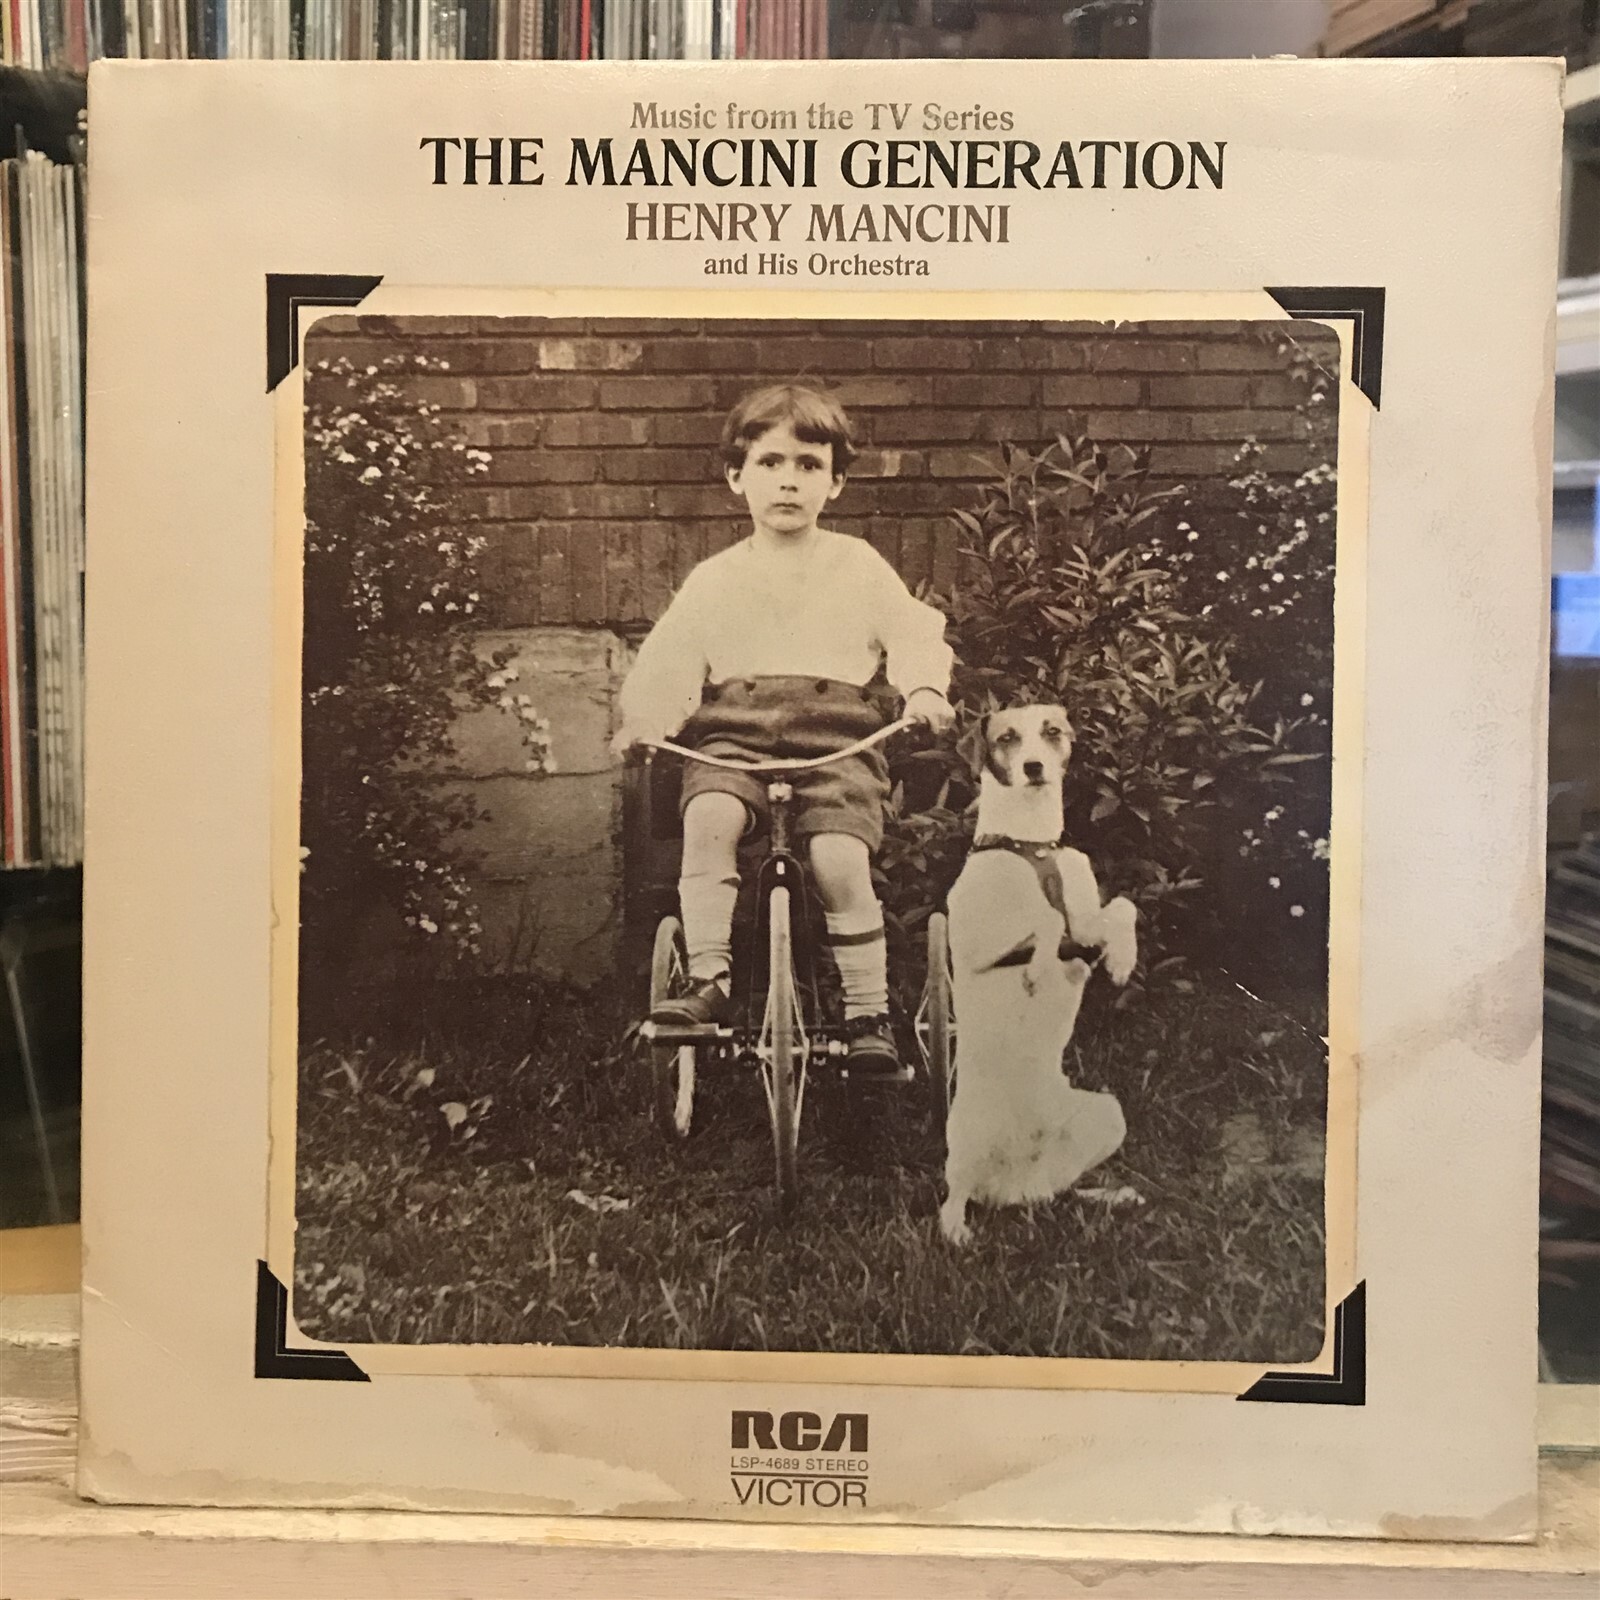 Music from the TV Series
THE MANCINI GENERATION
HENRY MANCINI
and His Orchestra
RCA
LSP-4689 STEREO
VICTOR